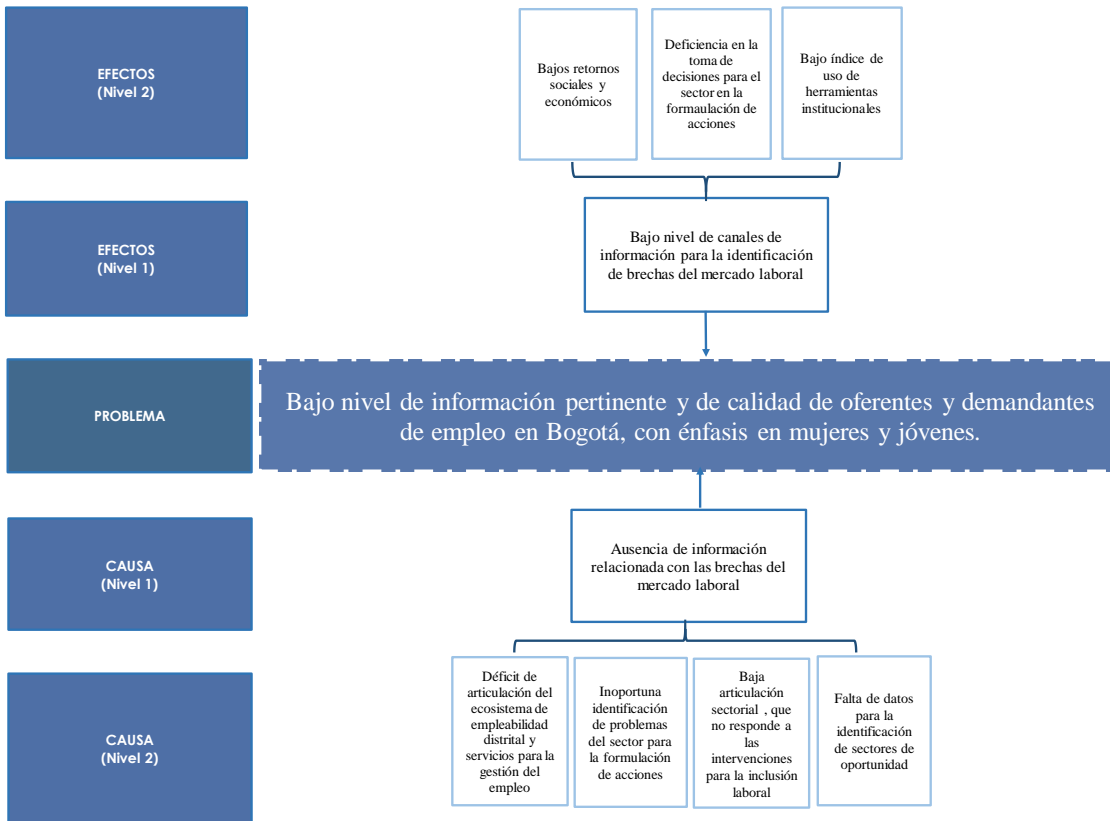 EFECTOS
(Nivel 2)
Bajos retornos
sociales y
económicos
Deficiencia en la
toma de
decisiones para el
sector en la
formaulación de
acciones
Bajo índice de
uso de
herramientas
institucionales
EFECTOS
(Nivel 1)
Bajo nivel de canales de
información para la identificación
de brechas del mercado laboral
PROBLEMA
Bajo nivel de información pertinente y de calidad de oferentes y demandantes
de empleo en Bogotá, con énfasis en mujeres y jóvenes.
CAUSA
(Nivel 1)
Ausencia de información
relacionada con las brechas del
mercado laboral
CAUSA
(Nivel 2)
Déficit de
articulación del
ecosistema de
empleabilidad
distrital y
servicios para la
gestión del
empleo
Inoportuna
identificación
de problemas
del sector para
la formulación
de acciones
Baja
articulación
sectorial , que
no responde a
las
intervenciones
para la inclusión
laboral
Falta de datos
para la
identificación
de sectores de
oportunidad